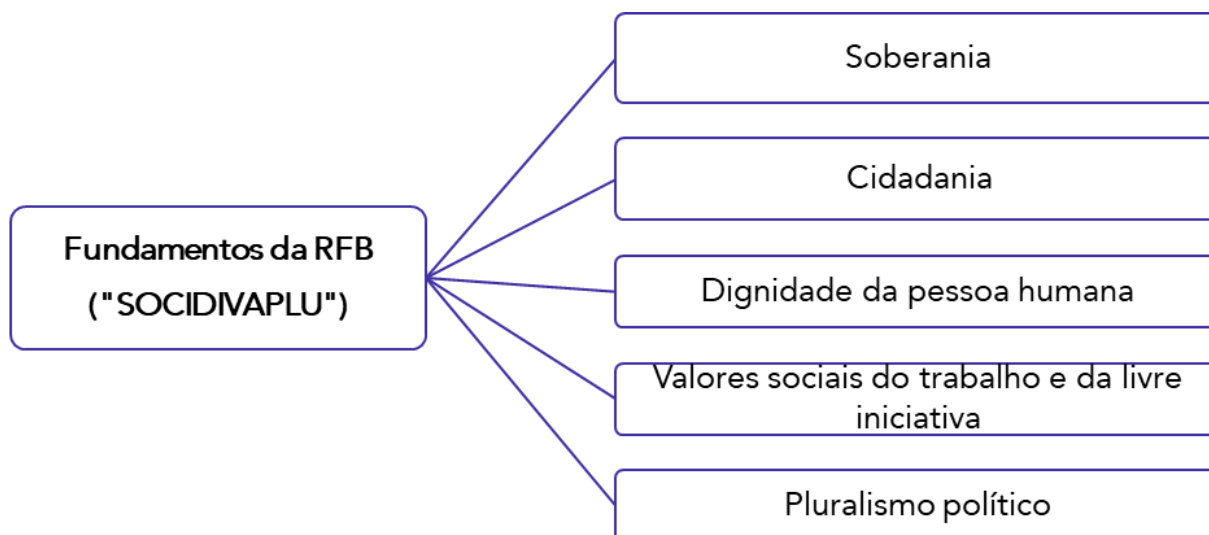 Fundamentos da RFB
("SOCIDIVAPLU")
Soberania
Cidadania
Dignidade da pessoa humana
Valores sociais do trabalho e da livre
iniciativa
Pluralismo político